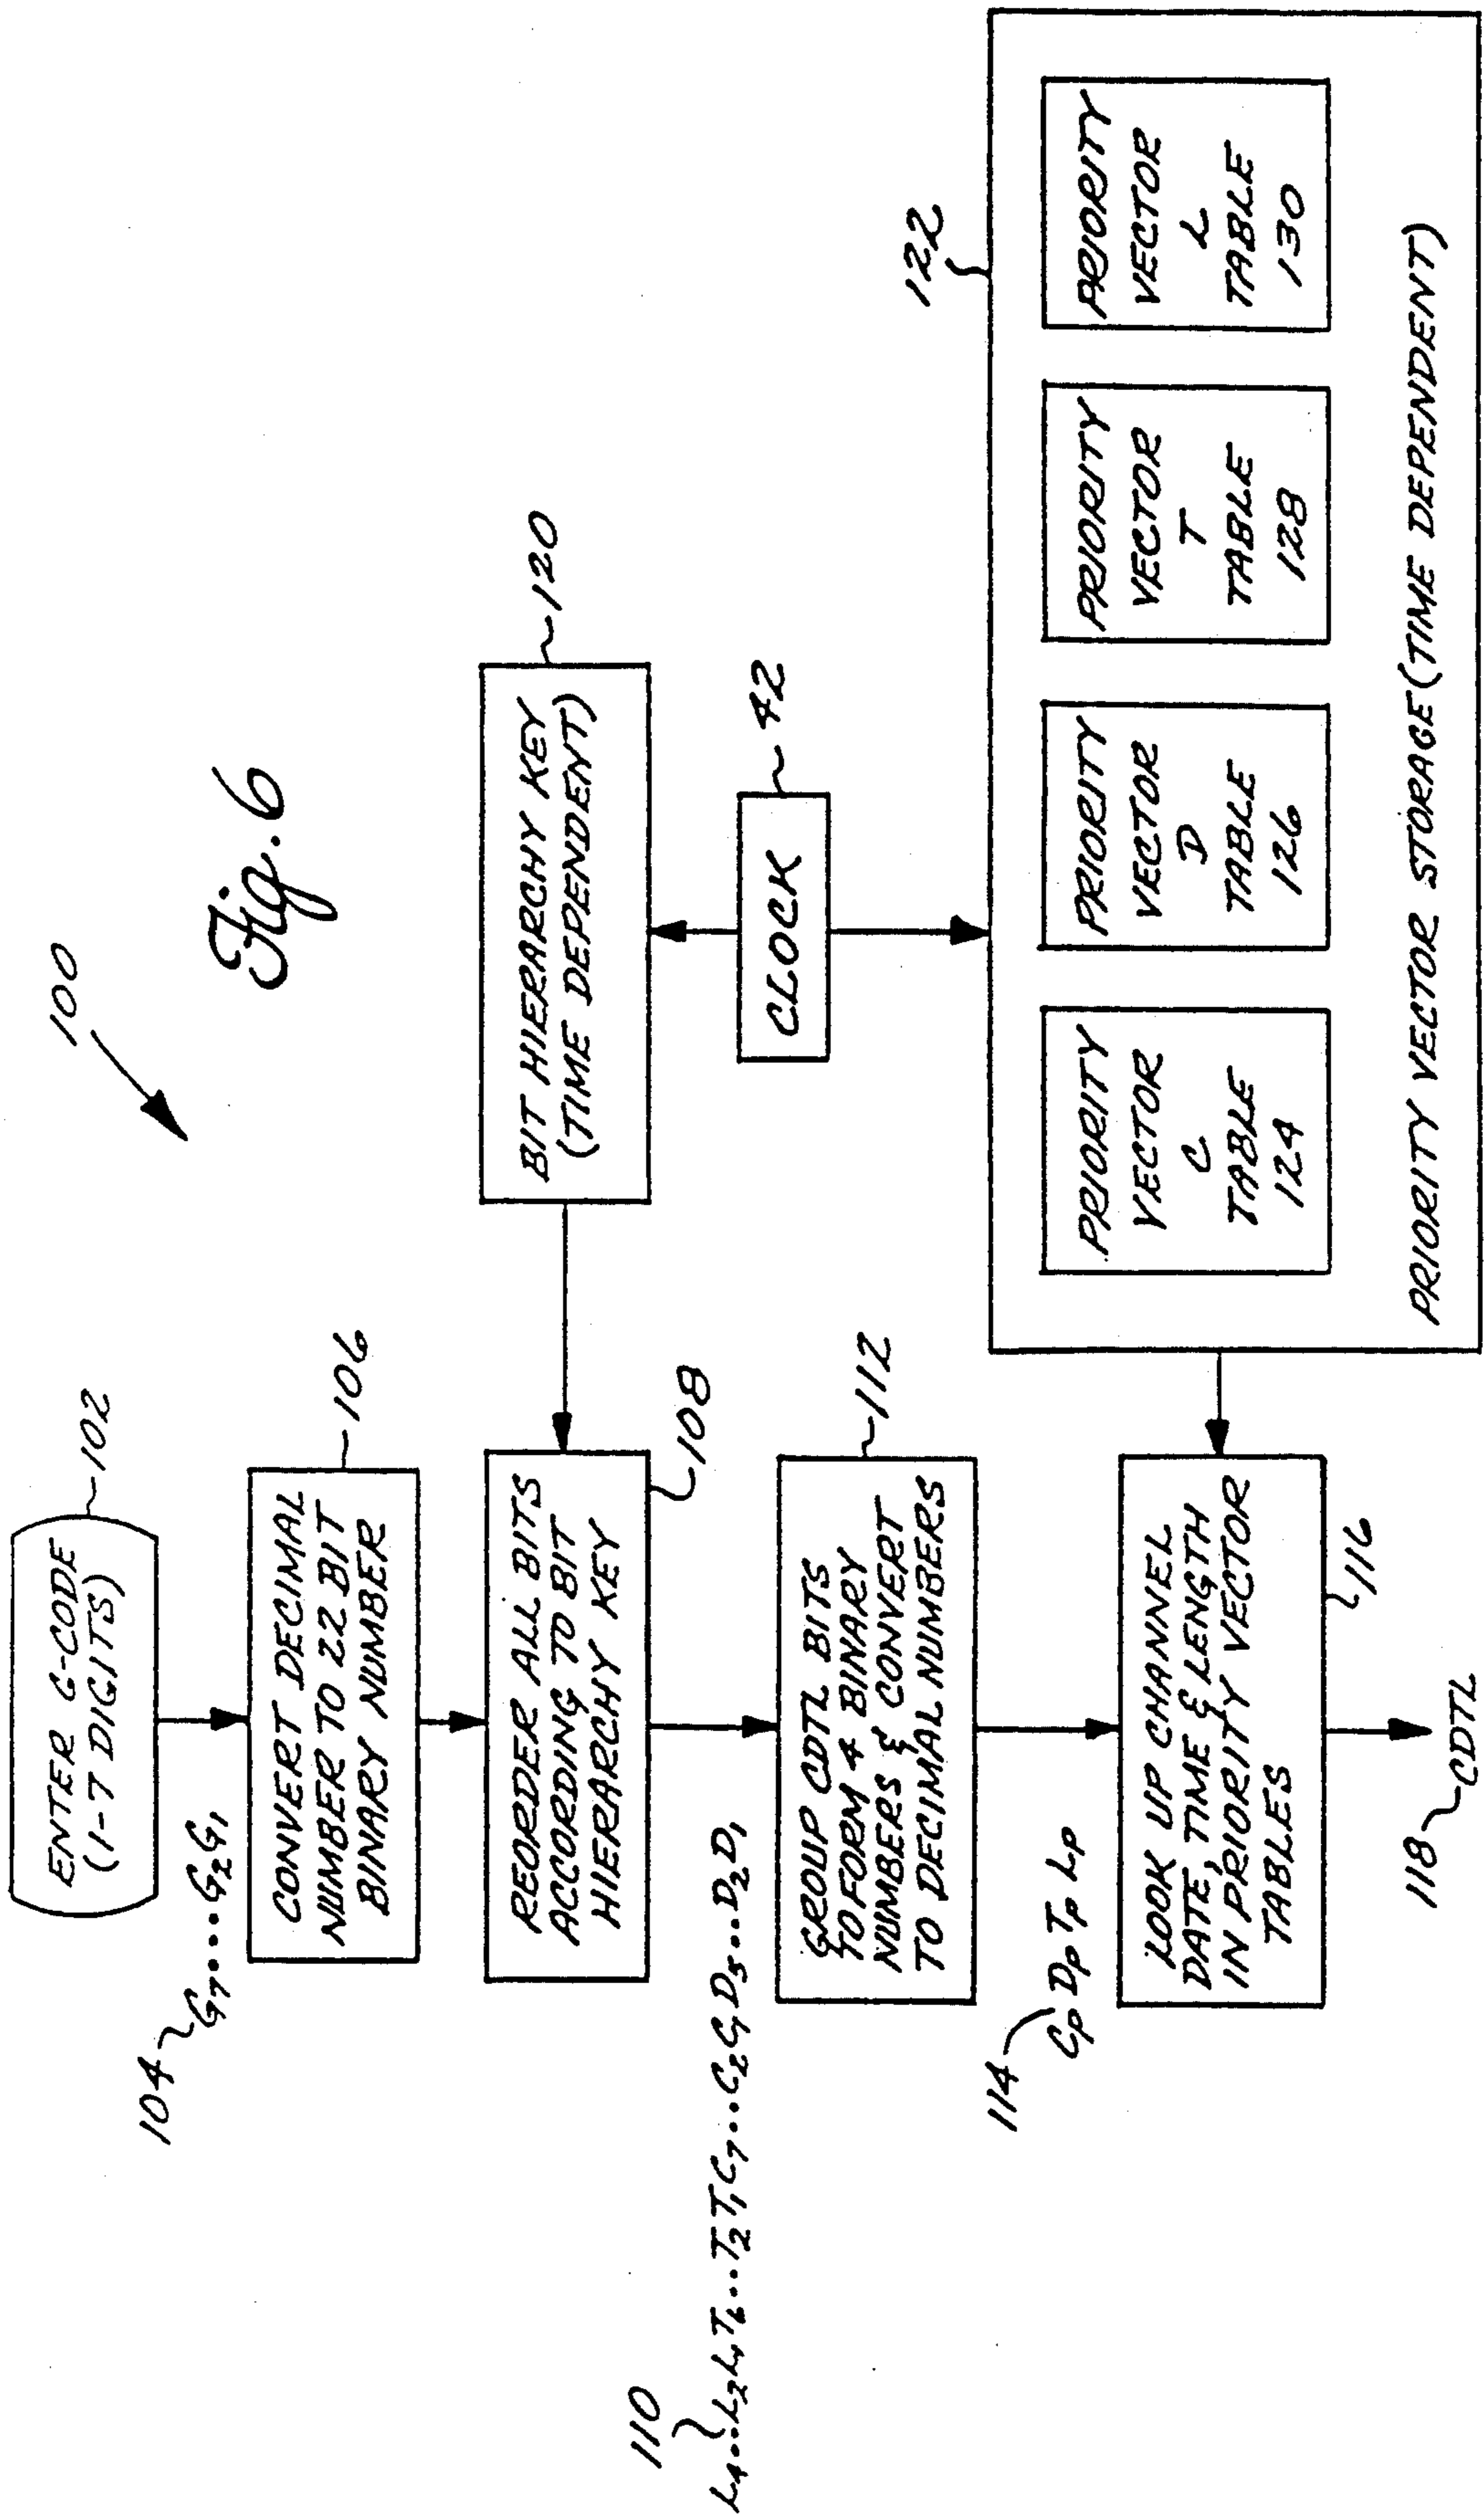 100
Fig. 6
ENTER G-CODE
(1-7 DIGITS)
102
104
G7...G2G1
CONVERT DECIMAL
NUMBER TO 22 BIT
BINARY NUMBER
106
REORDER ALL BITS
ACCORDING TO BIT
HIERARCHY KEY
108
BIT HIERARCHY KEY
(TIME DEPENDENT)
120
CLOCK
42
110
L4..L2L1T6..T2T1C7..C2C1D5..D2D1
GROUP CDTL BITS
TO FORM 4 BINARY
NUMBERS & CONVERT
TO DECIMAL NUMBERS
112
114
Cp Dp Tp Lp
LOOK UP CHANNEL
DATE, TIME & LENGTH
IN PRIORITY VECTOR
TABLES
116
118
CDTL
122
PRIORITY
VECTOR
C
TABLE
124
PRIORITY
VECTOR
D
TABLE
126
PRIORITY
VECTOR
T
TABLE
128
PRIORITY
VECTOR
L
TABLE
130
PRIORITY VECTOR STORAGE (TIME DEPENDENT)